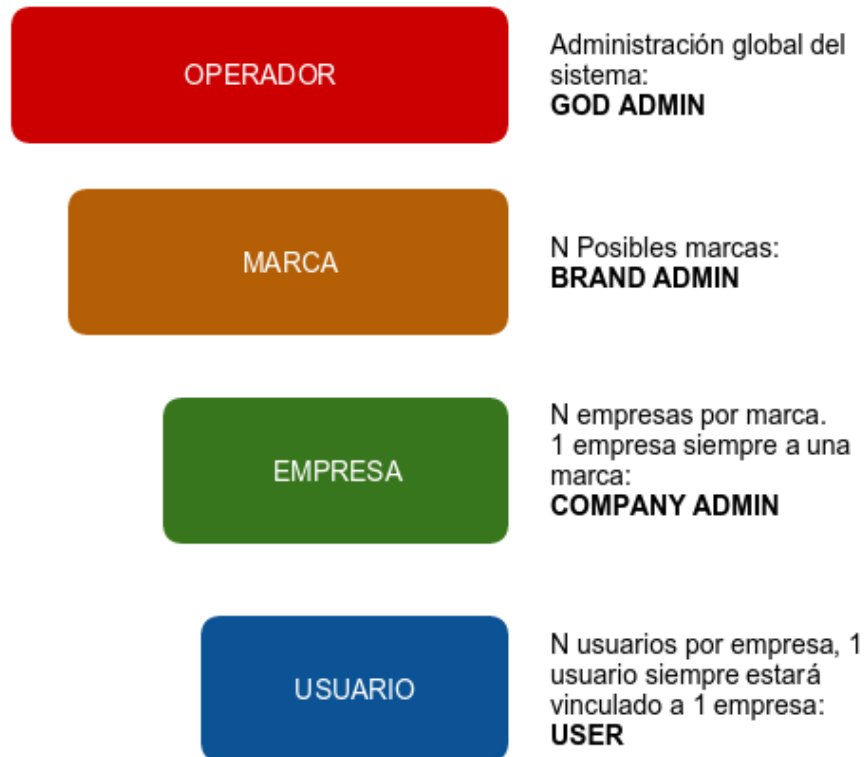 OPERADOR
Administración global del
sistema:
GOD ADMIN
MARCA
N Posibles marcas:
BRAND ADMIN
EMPRESA
N empresas por marca.
1 empresa siempre a una
marca:
COMPANY ADMIN
USUARIO
N usuarios por empresa, 1
usuario siempre estará
vinculado a 1 empresa:
USER